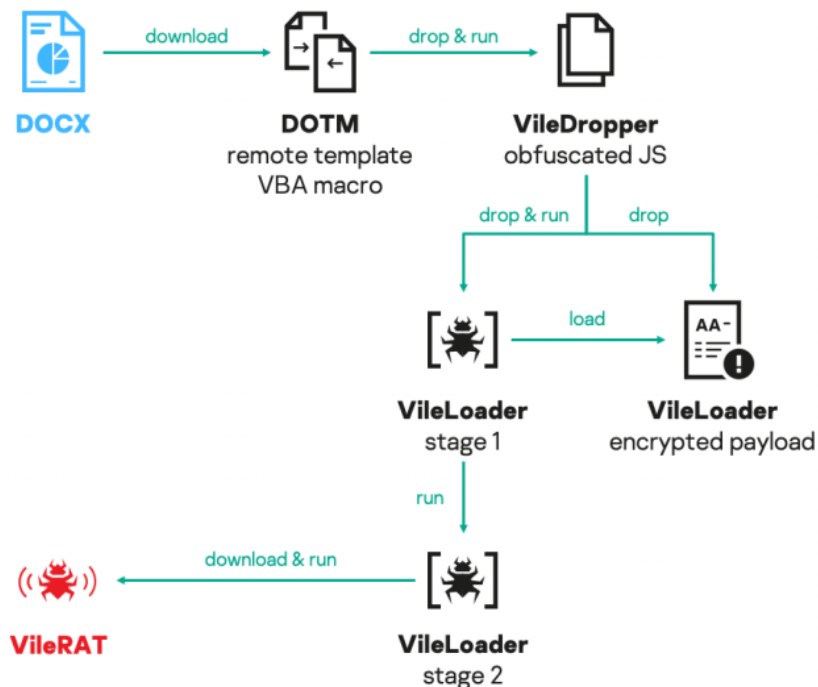 download
drop & run
DOCX
DOTM
remote template
VBA macro
VileDropper
obfuscated JS
drop & run
drop
load
AA-
VileLoader
stage 1
VileLoader
encrypted payload
run
download & run
VileRAT
VileLoader
stage 2